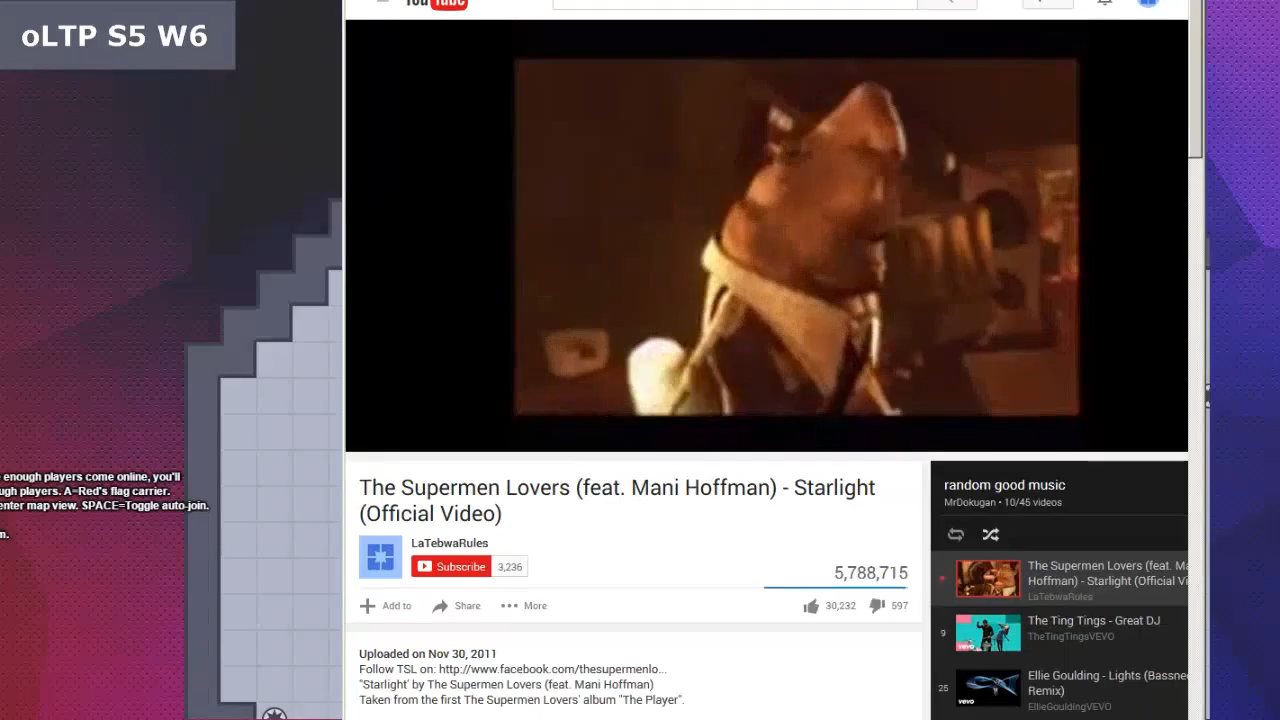 oLTP S5 W6
YouTube
The Supermen Lovers (feat. Mani Hoffman) - Starlight
(Official Video)
LaTebwaRules
Subscribe 3,236
5,788,715
Add to Share More
30,232 597
Uploaded on Nov 30, 2011
Follow TSL on: http://www.facebook.com/thesupermenlo...
"Starlight' by The Supermen Lovers (feat. Mani Hoffman)
Taken from the first The Supermen Lovers' album "The Player".
random good music
MrDokugan • 10/45 videos
The Supermen Lovers (feat. Ma
Hoffman) - Starlight (Official Vi
LaTebwaRules
9
The Ting Tings - Great DJ
TheTingTingsVEVO
vevo
25
Ellie Goulding - Lights (Bassnec
Remix)
EllieGouldingVEVO
vevo
enough players come online, you'll
ugh players. A=Red's flag carrier.
enter map view. SPACE=Toggle auto-join.
m.